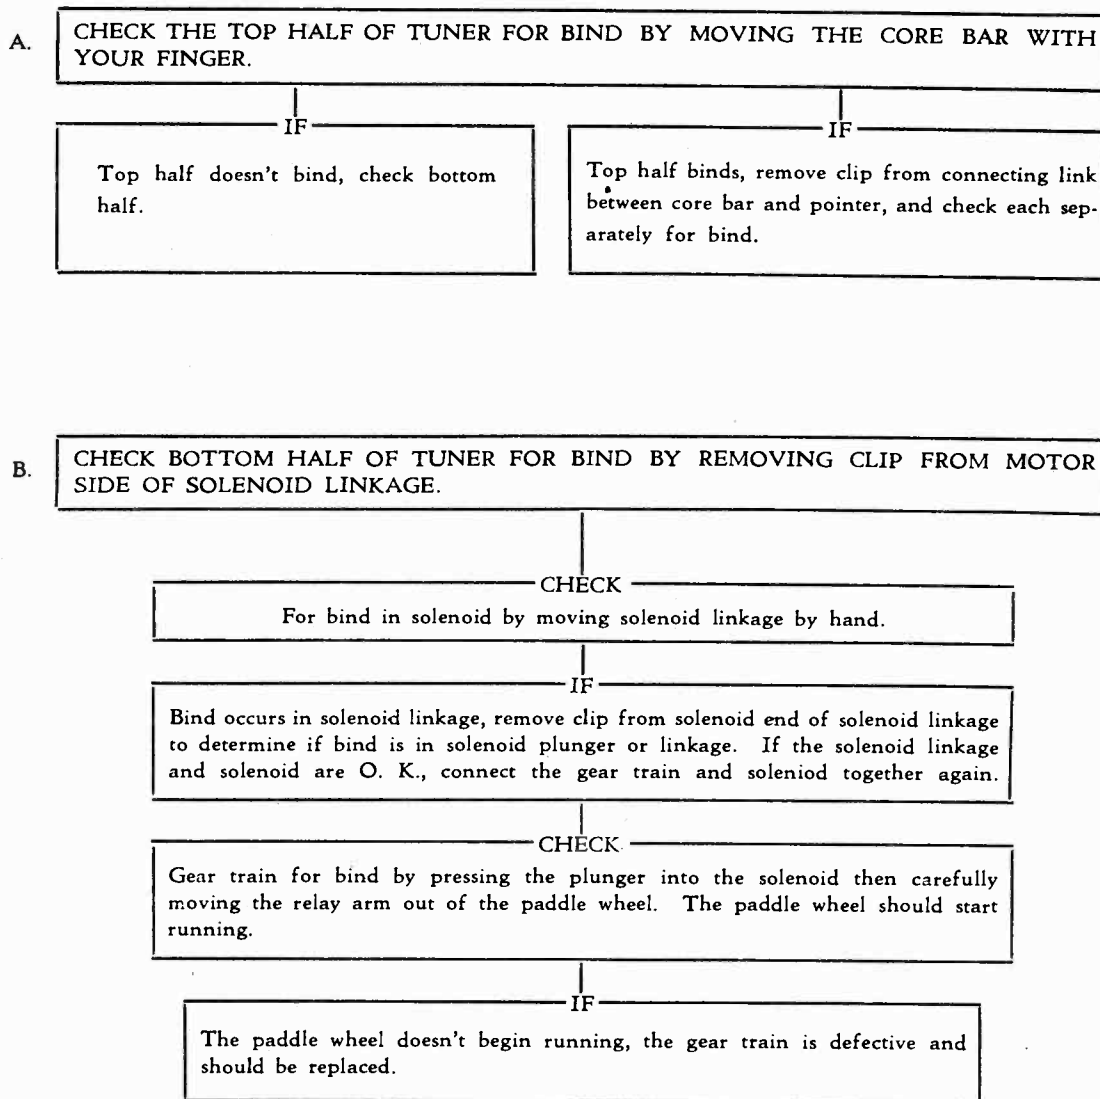 A.
CHECK THE TOP HALF OF TUNER FOR BIND BY MOVING THE CORE BAR WITH
YOUR FINGER.
IF
Top half doesn't bind, check bottom
half.
IF
Top half binds, remove clip from connecting link
between core bar and pointer, and check each sep-
arately for bind.
B.
CHECK BOTTOM HALF OF TUNER FOR BIND BY REMOVING CLIP FROM MOTOR
SIDE OF SOLENOID LINKAGE.
CHECK
For bind in solenoid by moving solenoid linkage by hand.
IF
Bind occurs in solenoid linkage, remove clip from solenoid end of solenoid linkage
to determine if bind is in solenoid plunger or linkage. If the solenoid linkage
and solenoid are O. K., connect the gear train and soleniod together again.
CHECK
Gear train for bind by pressing the plunger into the solenoid then carefully
moving the relay arm out of the paddle wheel. The paddle wheel should start
running.
IF
The paddle wheel doesn't begin running, the gear train is defective and
should be replaced.